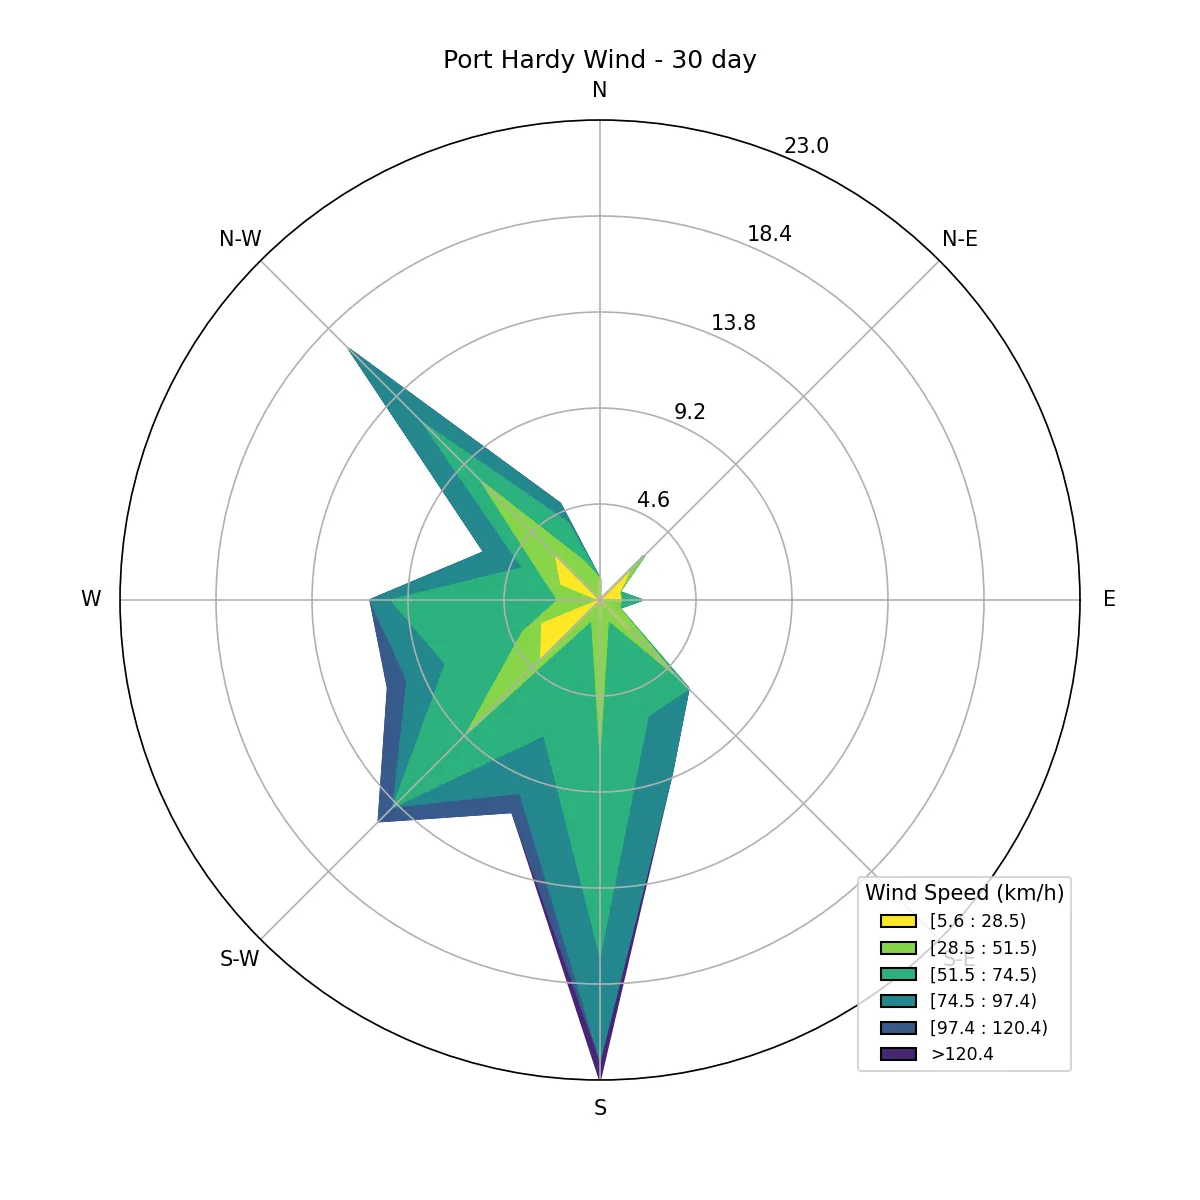 Port Hardy Wind - 30 day
N
23.0
N-W
18.4
N-E
13.8
9.2
4.6
W
E
Wind Speed (km/h)
[5.6 : 28.5)
[28.5 : 51.5)
S-W
S-E
[51.5 : 74.5)
[74.5 : 97.4)
[97.4 : 120.4)
>120.4
S